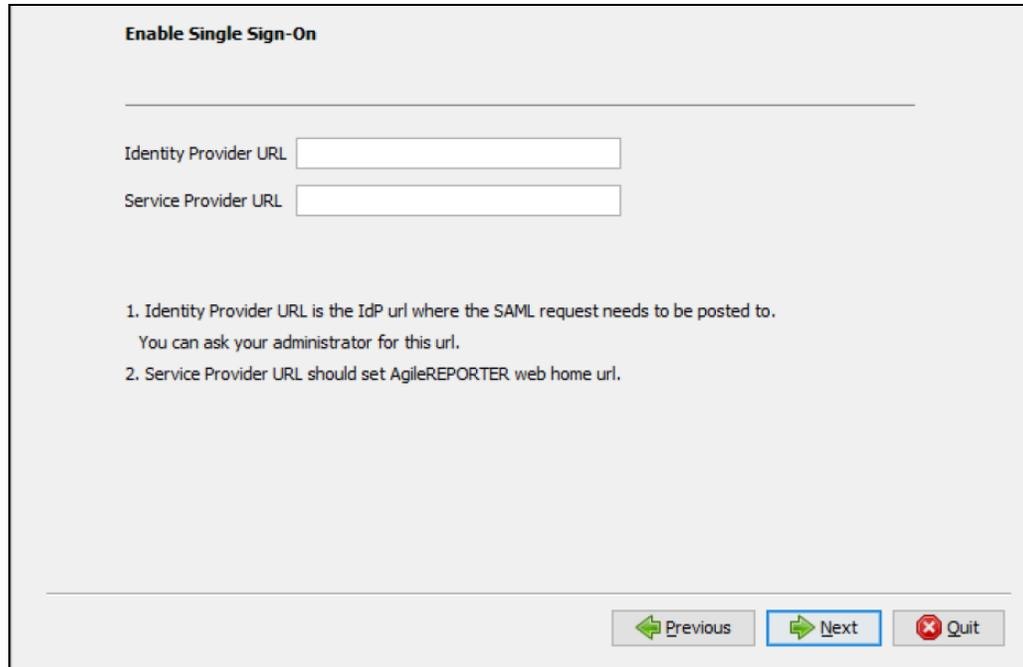 Enable Single Sign-On
Identity Provider URL
Service Provider URL
1. Identity Provider URL is the IdP url where the SAML request needs to be posted to.
You can ask your administrator for this url.
2. Service Provider URL should set AgileREPORTER web home url.
Previous Next Quit